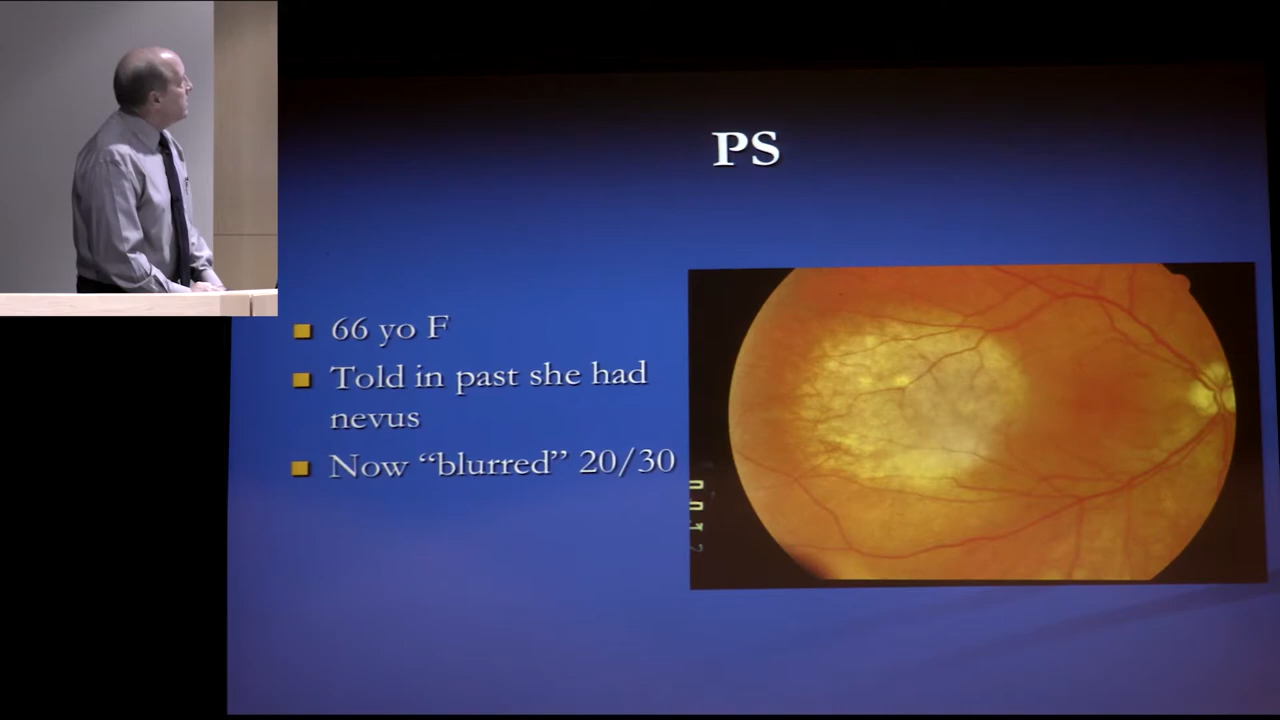 PS
66 yo F
Told in past she had
nevus
Now “blurred” 20/30